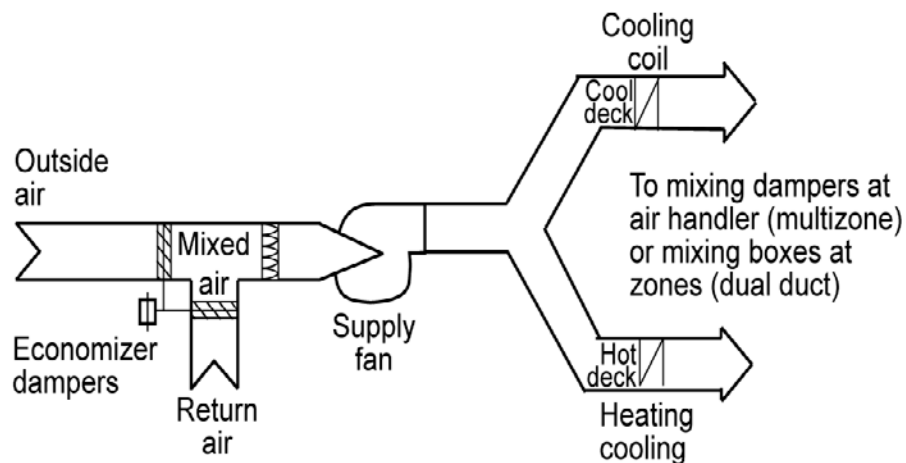 Cooling
coil
Cool
deck
Outside
air
Mixed
air
To mixing dampers at
air handler (multizone)
or mixing boxes at
zones (dual duct)
Supply
fan
Economizer
dampers
Return
air
Hot
deck
Heating
cooling